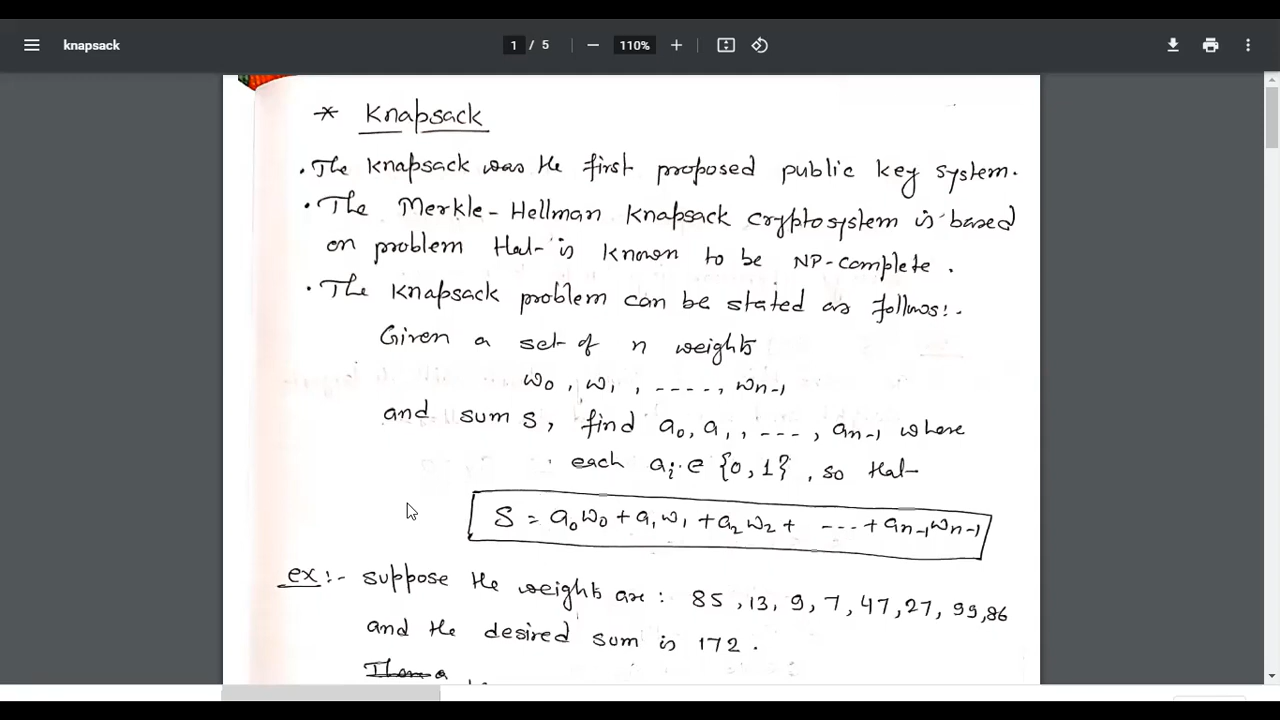 knapsack
1 / 5
110%
* Knapsack
. The Knapsack was the first proposed public key system.
. The Merkle-Hellman Knapsack cryptosystem is based
on problem that is known to be NP-complete .
. The Knapsack problem can be stated as follows:-
Given a set of n weights
w0 , w1 , ----- , wn-1
and sum S, find a0, a1, ---- , an-1 where
each ai ∈ {0,1} , so that
S = a0w0 + a1w1 + a2w2 + --- + an-1wn-1
ex:- suppose the weights are : 85 , 13, 9, 7, 47, 27, 99, 86
and the desired sum is 172 .